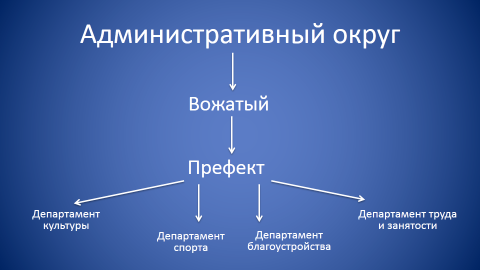 Административный округ
Вожатый
Префект
Департамент
культуры
Департамент
спорта
Департамент
благоустройства
Департамент труда
и занятости